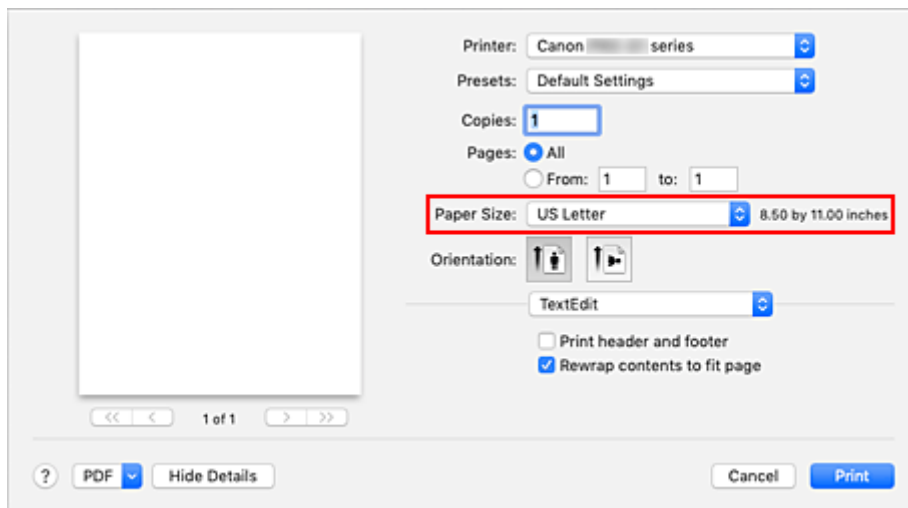 Printer: Canon series
Presets: Default Settings
Copies: 1
Pages: All
From: 1 to: 1
Paper Size: US Letter 8.50 by 11.00 inches
Orientation:
TextEdit
Print header and footer
Rewrap contents to fit page
<< < 1 of 1 > >>
? PDF Hide Details Cancel Print